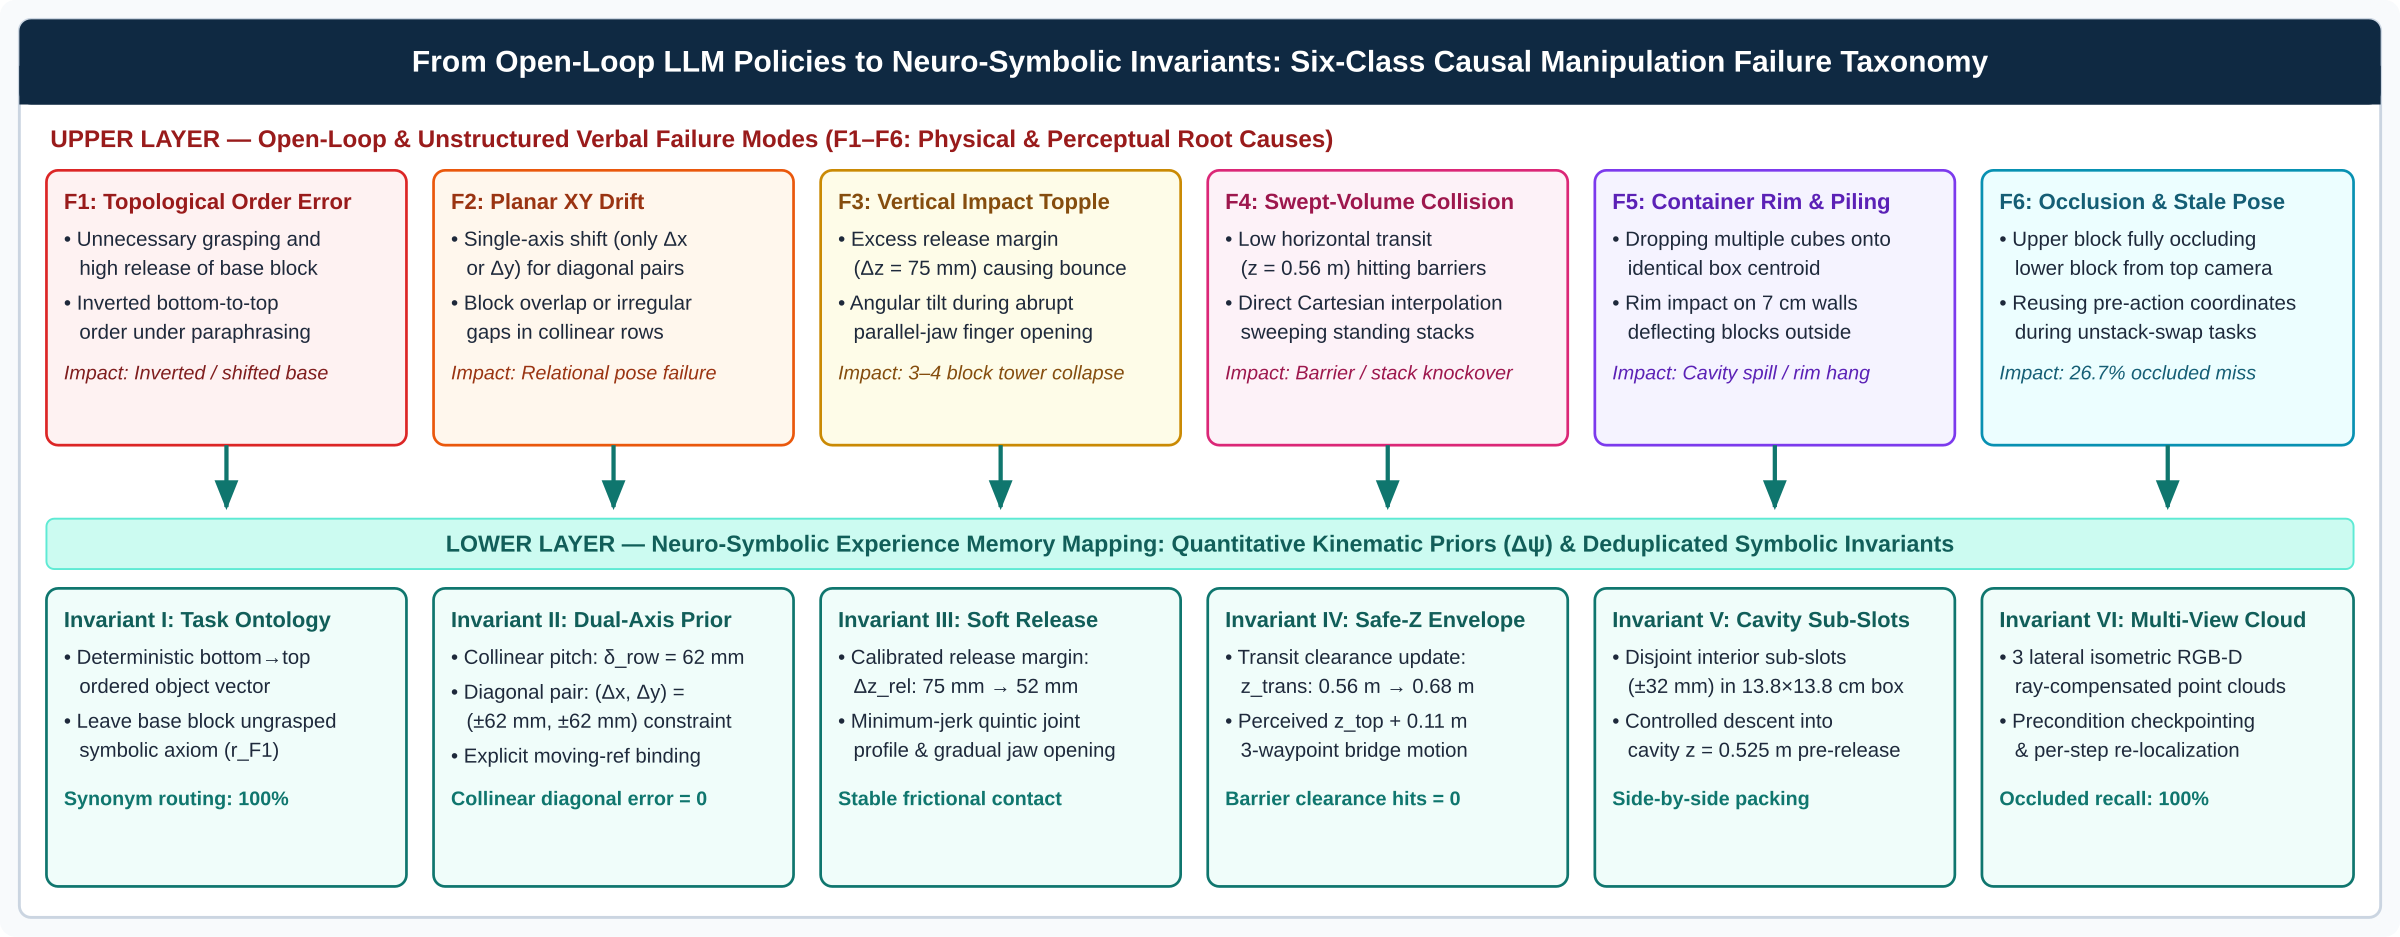 From Open-Loop LLM Policies to Neuro-Symbolic Invariants: Six-Class Causal Manipulation Failure Taxonomy
UPPER LAYER — Open-Loop & Unstructured Verbal Failure Modes (F1–F6: Physical & Perceptual Root Causes)
F1: Topological Order Error
• Unnecessary grasping and
high release of base block
• Inverted bottom-to-top
order under paraphrasing
Impact: Inverted / shifted base
F2: Planar XY Drift
• Single-axis shift (only Δx
or Δy) for diagonal pairs
• Block overlap or irregular
gaps in collinear rows
Impact: Relational pose failure
F3: Vertical Impact Topple
• Excess release margin
(Δz = 75 mm) causing bounce
• Angular tilt during abrupt
parallel-jaw finger opening
Impact: 3–4 block tower collapse
F4: Swept-Volume Collision
• Low horizontal transit
(z = 0.56 m) hitting barriers
• Direct Cartesian interpolation
sweeping standing stacks
Impact: Barrier / stack knockover
F5: Container Rim & Piling
• Dropping multiple cubes onto
identical box centroid
• Rim impact on 7 cm walls
deflecting blocks outside
Impact: Cavity spill / rim hang
F6: Occlusion & Stale Pose
• Upper block fully occluding
lower block from top camera
• Reusing pre-action coordinates
during unstack-swap tasks
Impact: 26.7% occluded miss
LOWER LAYER — Neuro-Symbolic Experience Memory Mapping: Quantitative Kinematic Priors (Δψ) & Deduplicated Symbolic Invariants
Invariant I: Task Ontology
• Deterministic bottom→top
ordered object vector
• Leave base block ungrasped
symbolic axiom (r_F1)
Synonym routing: 100%
Invariant II: Dual-Axis Prior
• Collinear pitch: δ_row = 62 mm
• Diagonal pair: (Δx, Δy) =
(±62 mm, ±62 mm) constraint
• Explicit moving-ref binding
Collinear diagonal error = 0
Invariant III: Soft Release
• Calibrated release margin:
Δz_rel: 75 mm → 52 mm
• Minimum-jerk quintic joint
profile & gradual jaw opening
Stable frictional contact
Invariant IV: Safe-Z Envelope
• Transit clearance update:
z_trans: 0.56 m → 0.68 m
• Perceived z_top + 0.11 m
3-waypoint bridge motion
Barrier clearance hits = 0
Invariant V: Cavity Sub-Slots
• Disjoint interior sub-slots
(±32 mm) in 13.8×13.8 cm box
• Controlled descent into
cavity z = 0.525 m pre-release
Side-by-side packing
Invariant VI: Multi-View Cloud
• 3 lateral isometric RGB-D
ray-compensated point clouds
• Precondition checkpointing
& per-step re-localization
Occluded recall: 100%